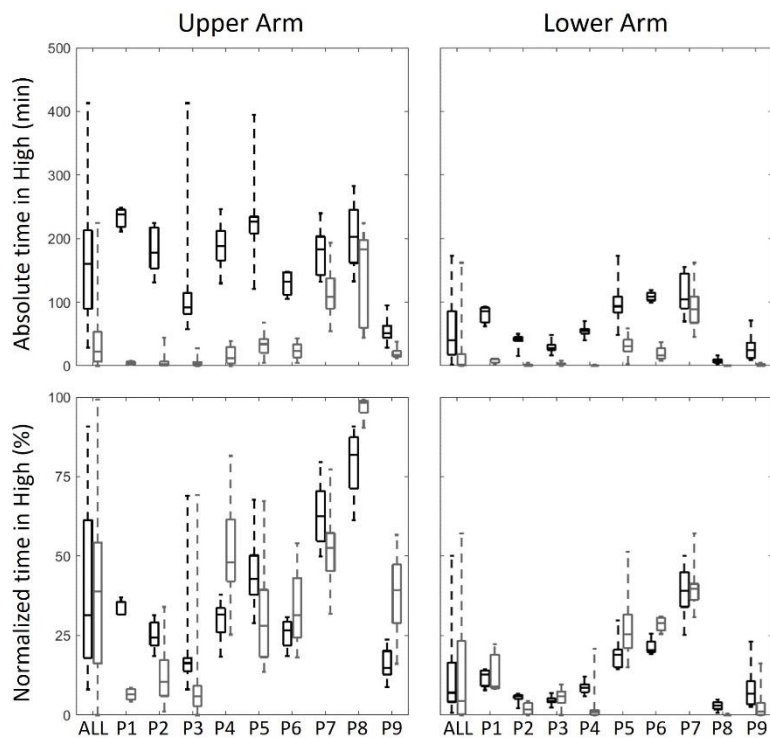 Upper Arm
Lower Arm
Absolute time in High (min)
500
400
300
200
100
0
Normalized time in High (%)
100
75
50
25
0
ALL P1 P2 P3 P4 P5 P6 P7 P8 P9
ALL P1 P2 P3 P4 P5 P6 P7 P8 P9